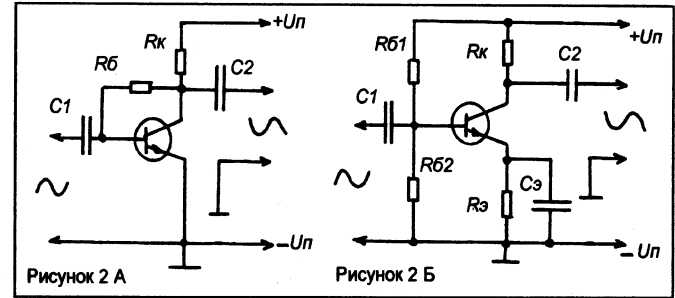 +Uп
Rк
Rб
C2
C1
–Uп
Рисунок 2 А
+Uп
Rб1
Rк
C2
C1
Rб2
Rэ
Cэ
–Uп
Рисунок 2 Б